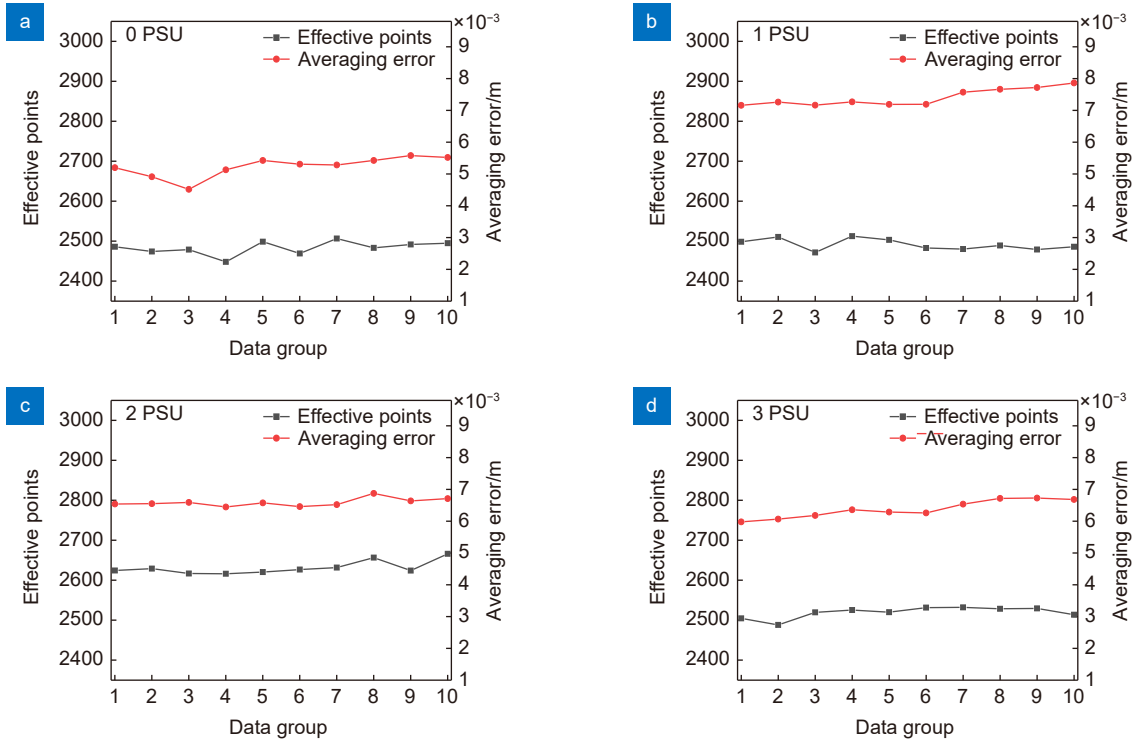 a
0 PSU
Effective points
Averaging error
×10⁻³
3000
2900
2800
2700
2600
2500
2400
Effective points
9
8
7
6
5
4
3
2
1
Averaging error/m
1 2 3 4 5 6 7 8 9 10
Data group
b
1 PSU
Effective points
Averaging error
×10⁻³
3000
2900
2800
2700
2600
2500
2400
Effective points
9
8
7
6
5
4
3
2
1
Averaging error/m
1 2 3 4 5 6 7 8 9 10
Data group
c
2 PSU
Effective points
Averaging error
×10⁻³
3000
2900
2800
2700
2600
2500
2400
Effective points
9
8
7
6
5
4
3
2
1
Averaging error/m
1 2 3 4 5 6 7 8 9 10
Data group
d
3 PSU
Effective points
Averaging error
×10⁻³
3000
2900
2800
2700
2600
2500
2400
Effective points
9
8
7
6
5
4
3
2
1
Averaging error/m
1 2 3 4 5 6 7 8 9 10
Data group